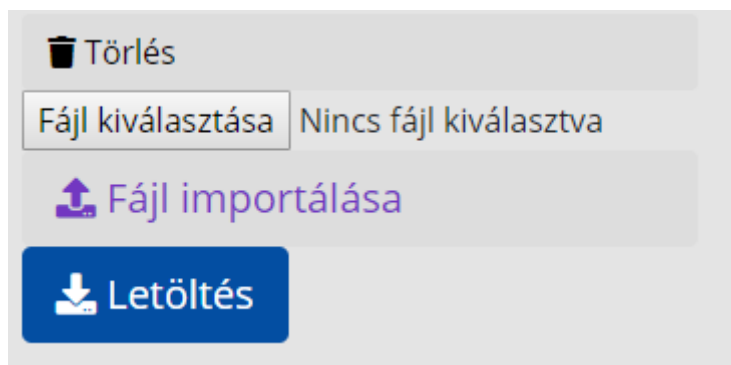 Törlés
Fájl kiválasztása Nincs fájl kiválasztva
Fájl importálása
Letöltés